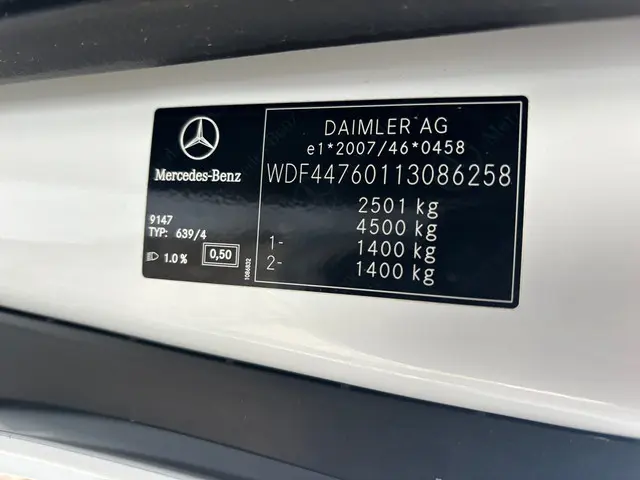 Mercedes-Benz
9147
TYP: 639/4
1.0 %
0,50
1086832
DAIMLER AG
e1*2007/46*0458
WDF44760113086258
2501 kg
4500 kg
1- 1400 kg
2- 1400 kg